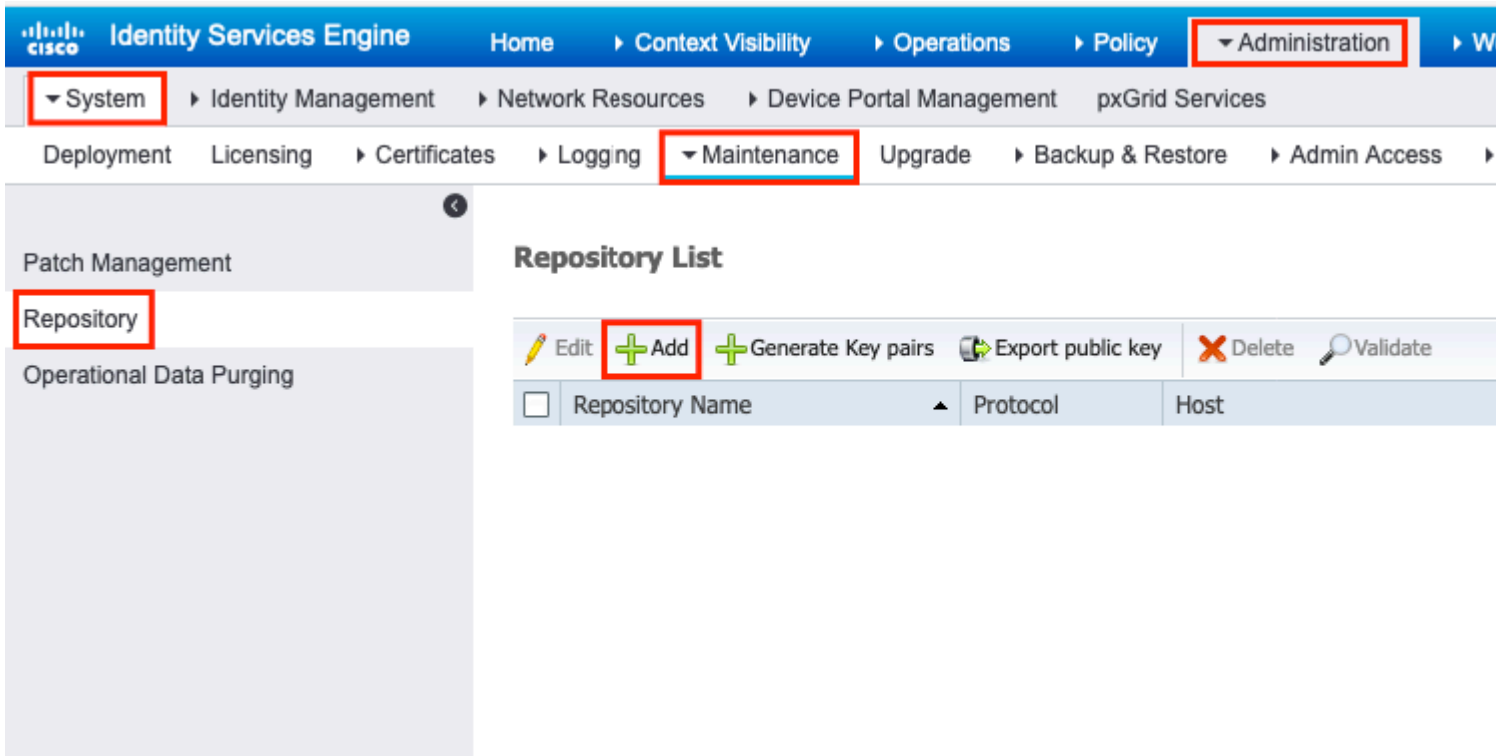 cisco Identity Services Engine Home Context Visibility Operations Policy Administration W
System Identity Management Network Resources Device Portal Management pxGrid Services
Deployment Licensing Certificates Logging Maintenance Upgrade Backup & Restore Admin Access
Patch Management
Repository
Operational Data Purging
Repository List
Edit Add Generate Key pairs Export public key Delete Validate
Repository Name Protocol Host